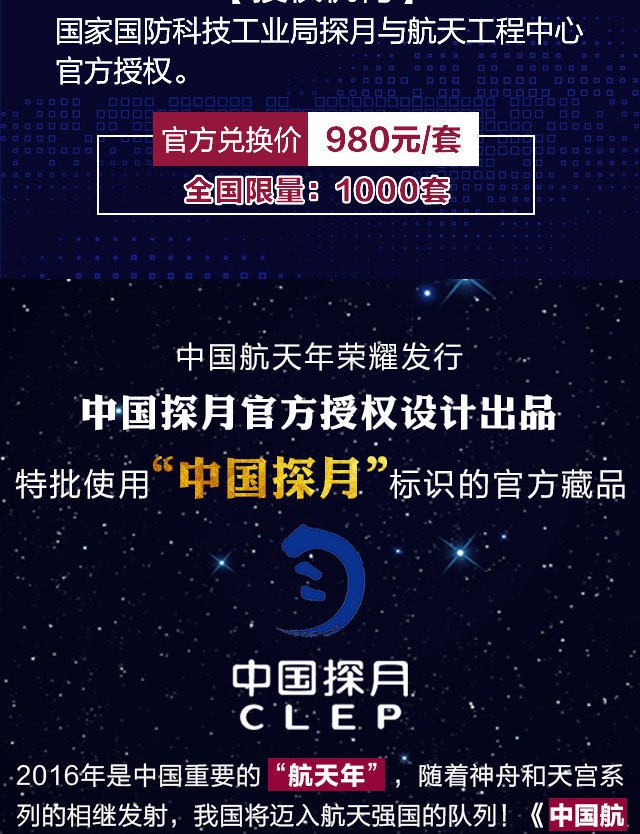 国家国防科技工业局探月与航天工程中心
官方授权。
官方兑换价 980元/套
全国限量：1000套
中国航天年荣耀发行
中国探月官方授权设计出品
特批使用“中国探月”标识的官方藏品
中国探月
CLEP
2016年是中国重要的“航天年”，随着神舟和天宫系
列的相继发射，我国将迈入航天强国的队列！《中国航